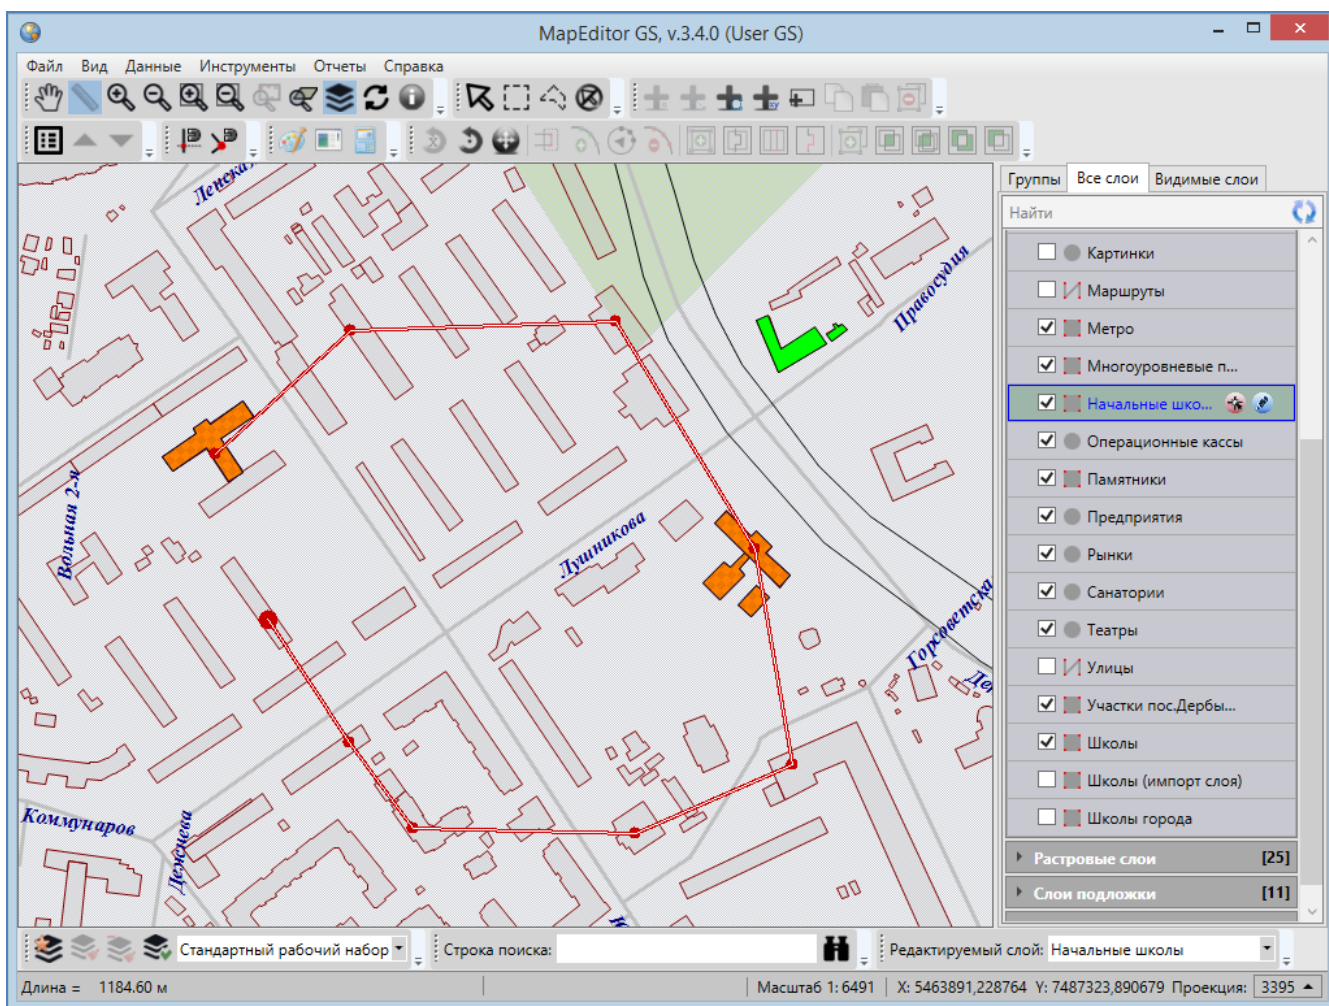 MapEditor GS, v.3.4.0 (User GS)
Файл Вид Данные Инструменты Отчеты Справка
Группы Все слои Видимые слои
Найти
Картинки
Маршруты
Метро
Многоуровневые п...
Начальные шко...
Операционные кассы
Памятники
Предприятия
Рынки
Санатории
Театры
Улицы
Участки пос.Дербы...
Школы
Школы (импорт слоя)
Школы города
Растровые слои [25]
Слои подложки [11]
Ленская
Правосудия
Вольная 2-я
Лушникова
Горсоветска
Де
Коммунаров
Дежнева
Ю
Стандартный рабочий набор
Строка поиска:
Редактируемый слой: Начальные школы
Длина = 1184.60 м
Масштаб 1: 6491
X: 5463891,228764 Y: 7487323,890679 Проекция: 3395